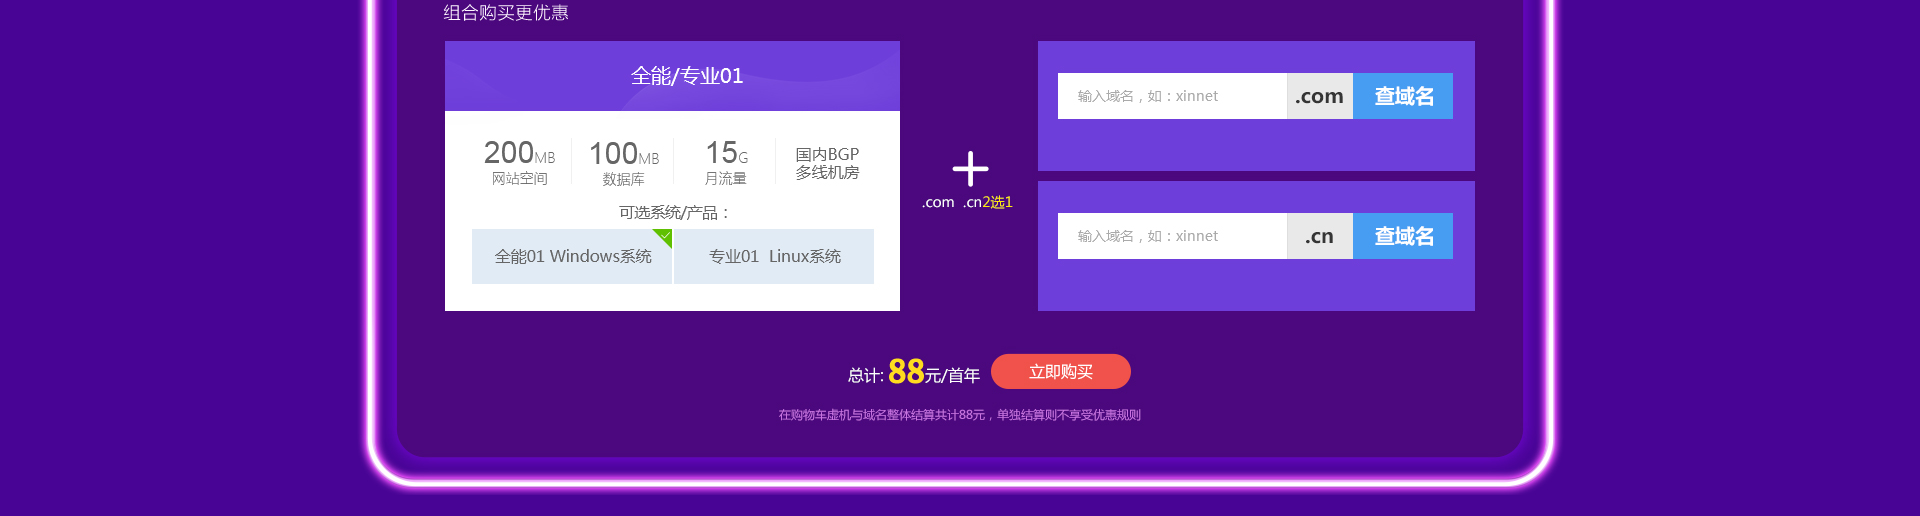 组合购买更优惠
全能/专业01
200MB
网站空间
100MB
数据库
15G
月流量
国内BGP
多线机房
可选系统/产品：
全能01 Windows系统
专业01 Linux系统
.com .cn2选1
输入域名，如：xinnet
.com
查域名
输入域名，如：xinnet
.cn
查域名
总计: 88元/首年
立即购买
在购物车虚机与域名整体结算共计88元，单独结算则不享受优惠规则